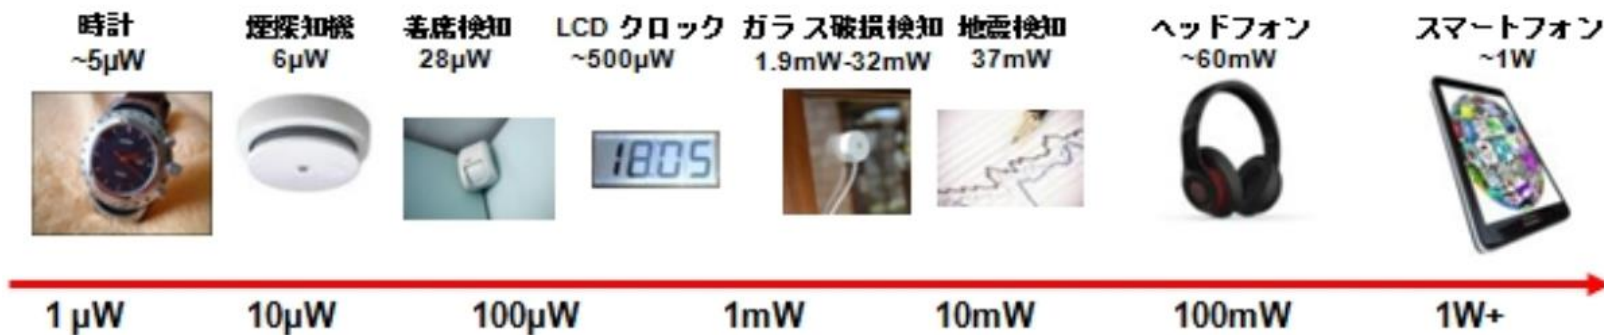 時計
~5µW
煙探知機
6µW
着席検知
28µW
LCD クロック
~500µW
ガラス破損検知
1.9mW-32mW
地震検知
37mW
ヘッドフォン
~60mW
スマートフォン
~1W
18:05
1 µW
10µW
100µW
1mW
10mW
100mW
1W+